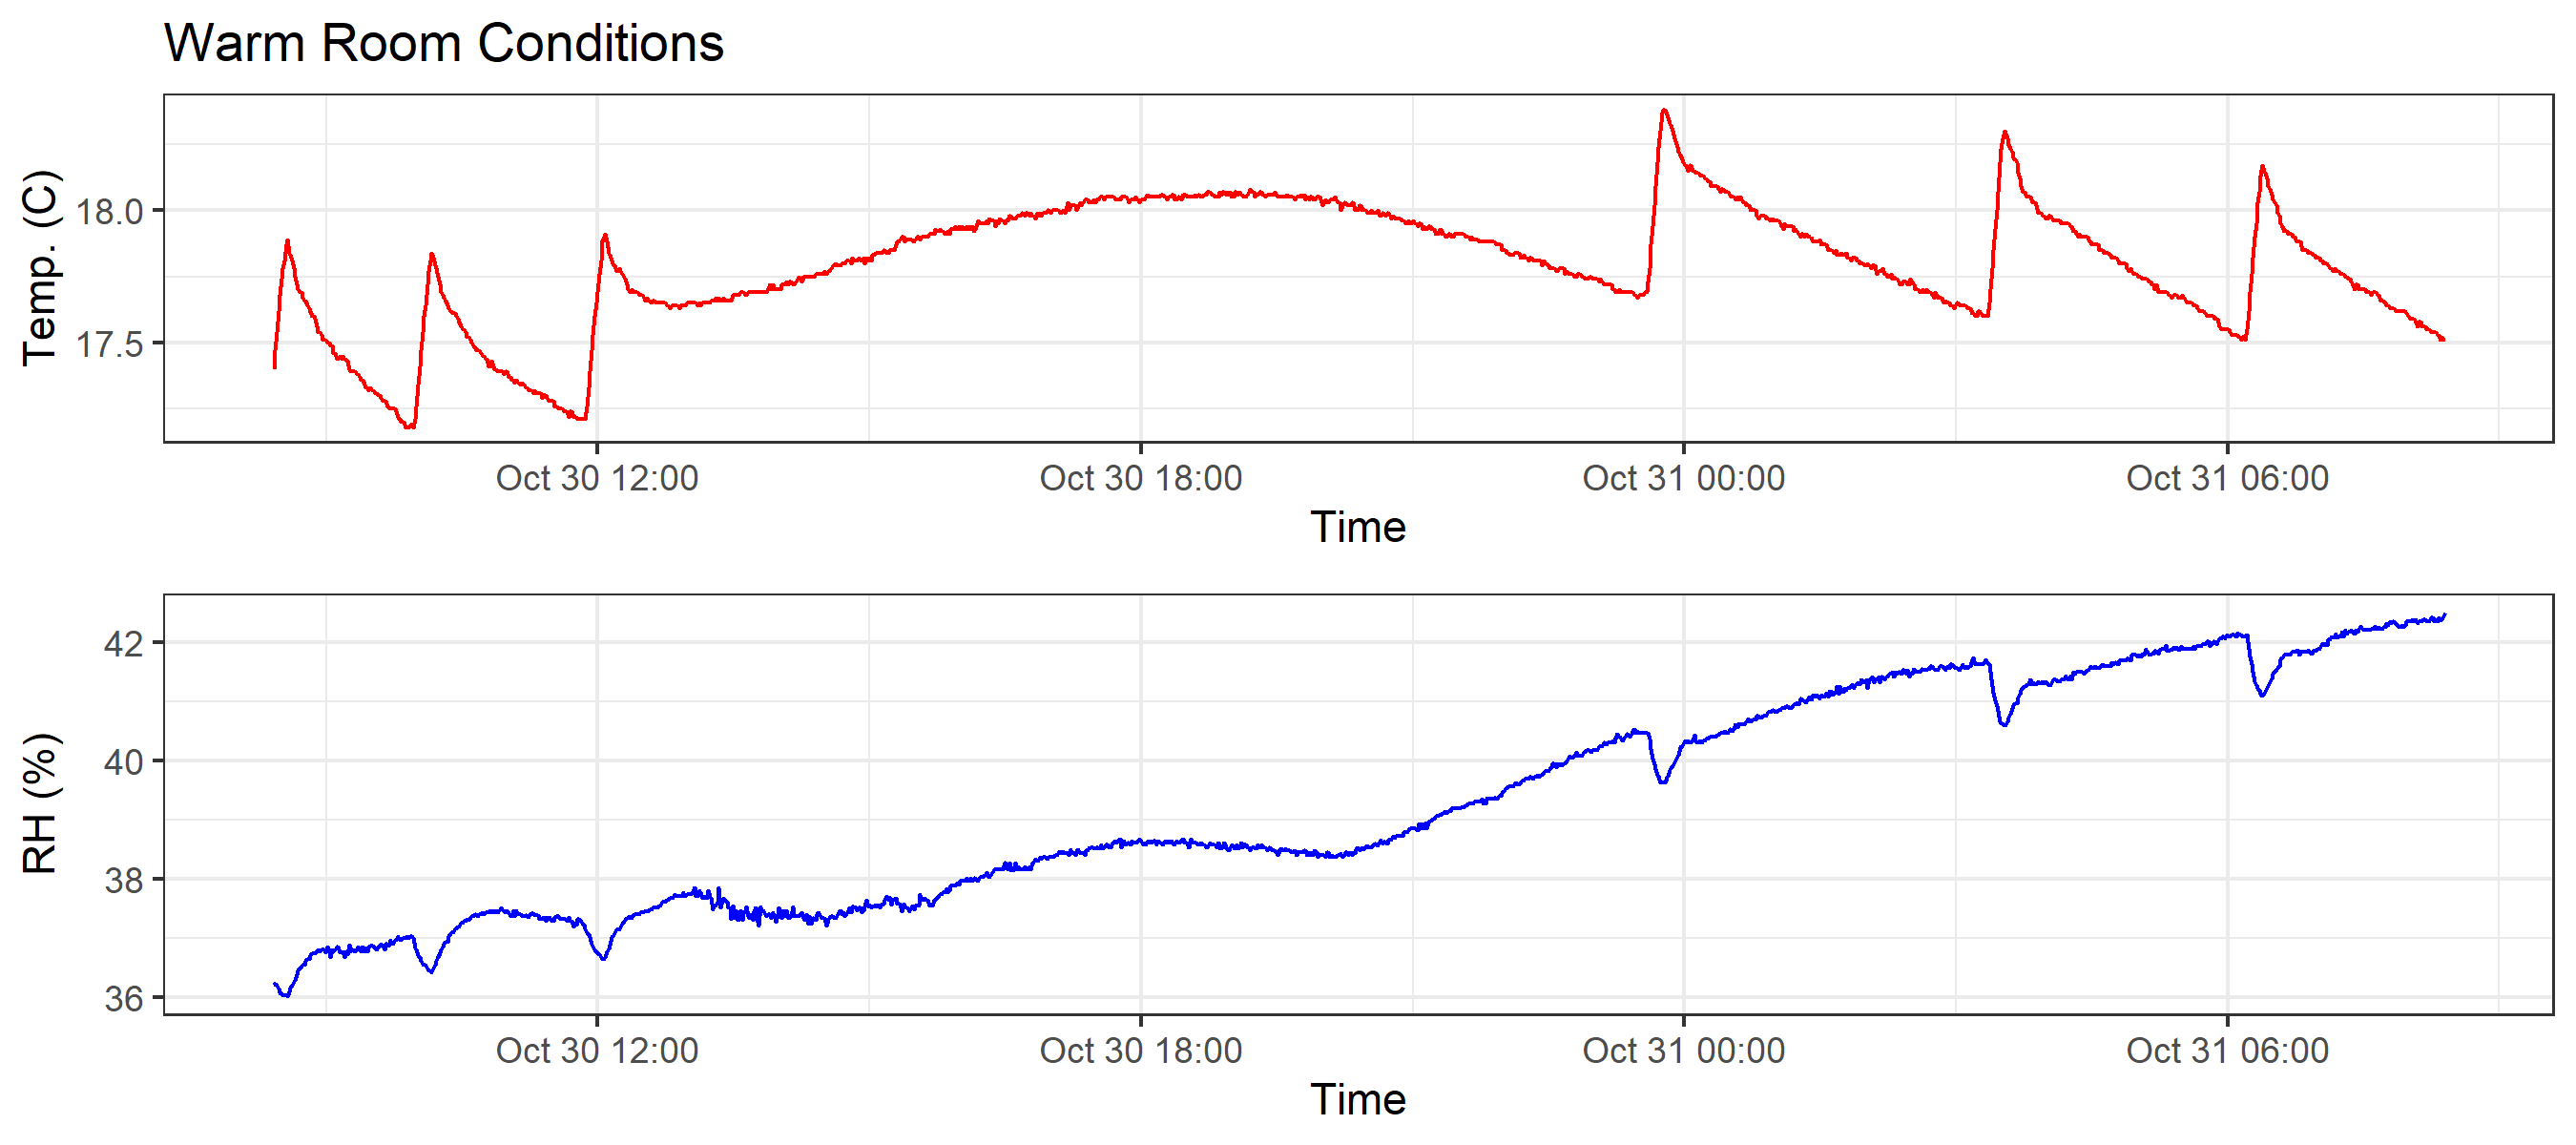 Warm Room Conditions
Temp. (C)
18.0
17.5
Oct 30 12:00 Oct 30 18:00 Oct 31 00:00 Oct 31 06:00
Time
RH (%)
42
40
38
36
Oct 30 12:00 Oct 30 18:00 Oct 31 00:00 Oct 31 06:00
Time